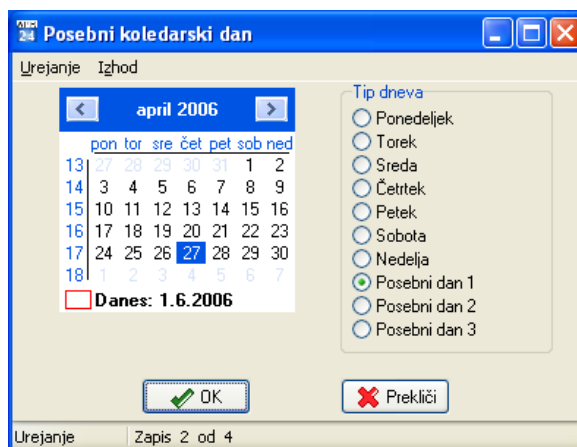 Posebni koledarski dan
Urejanje Izhod
april 2006
pon tor sre čet pet sob ned
13 27 28 29 30 31 1 2
14 3 4 5 6 7 8 9
15 10 11 12 13 14 15 16
16 17 18 19 20 21 22 23
17 24 25 26 27 28 29 30
18 1 2 3 4 5 6 7
Danes: 1.6.2006
Tip dneva
Ponedeljek
Torek
Sreda
Četrtek
Petek
Sobota
Nedelja
Posebni dan 1
Posebni dan 2
Posebni dan 3
OK Prekliči
Urejanje Zapis 2 od 4